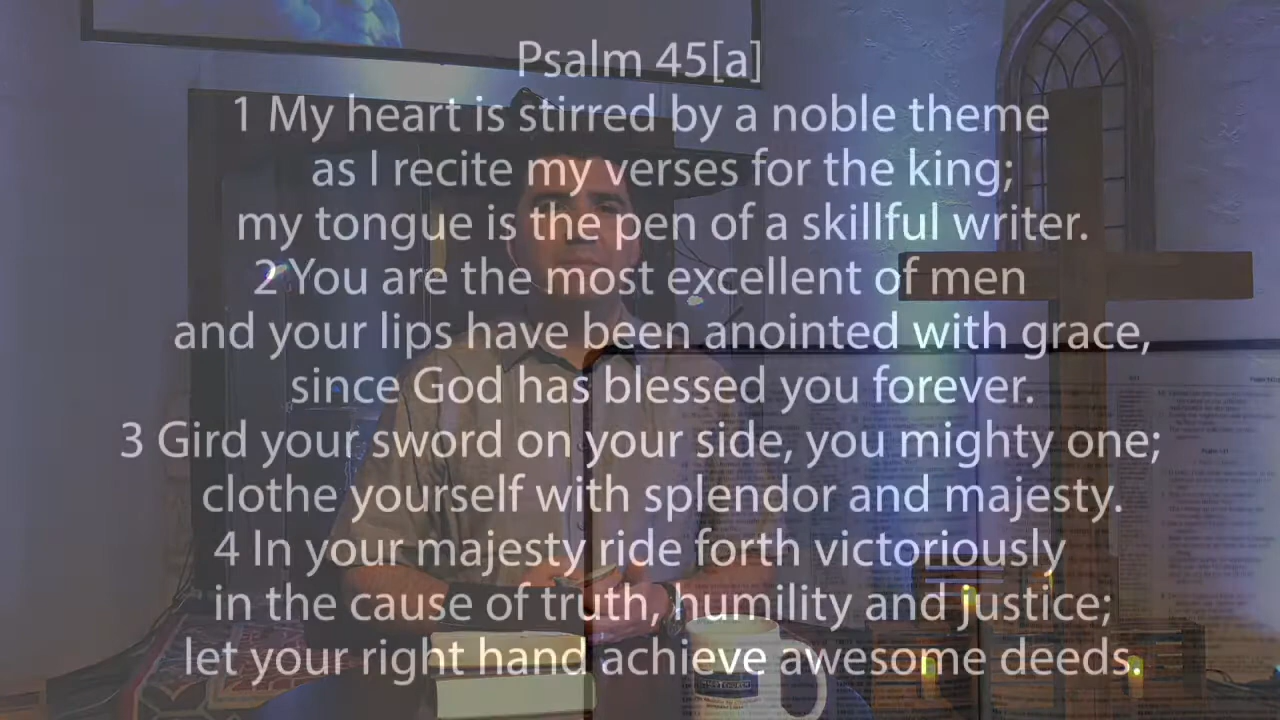 Psalm 45[a]
1 My heart is stirred by a noble theme
as I recite my verses for the king;
my tongue is the pen of a skillful writer.
2 You are the most excellent of men
and your lips have been anointed with grace,
since God has blessed you forever.
3 Gird your sword on your side, you mighty one;
clothe yourself with splendor and majesty.
4 In your majesty ride forth victoriously
in the cause of truth, humility and justice;
let your right hand achieve awesome deeds.